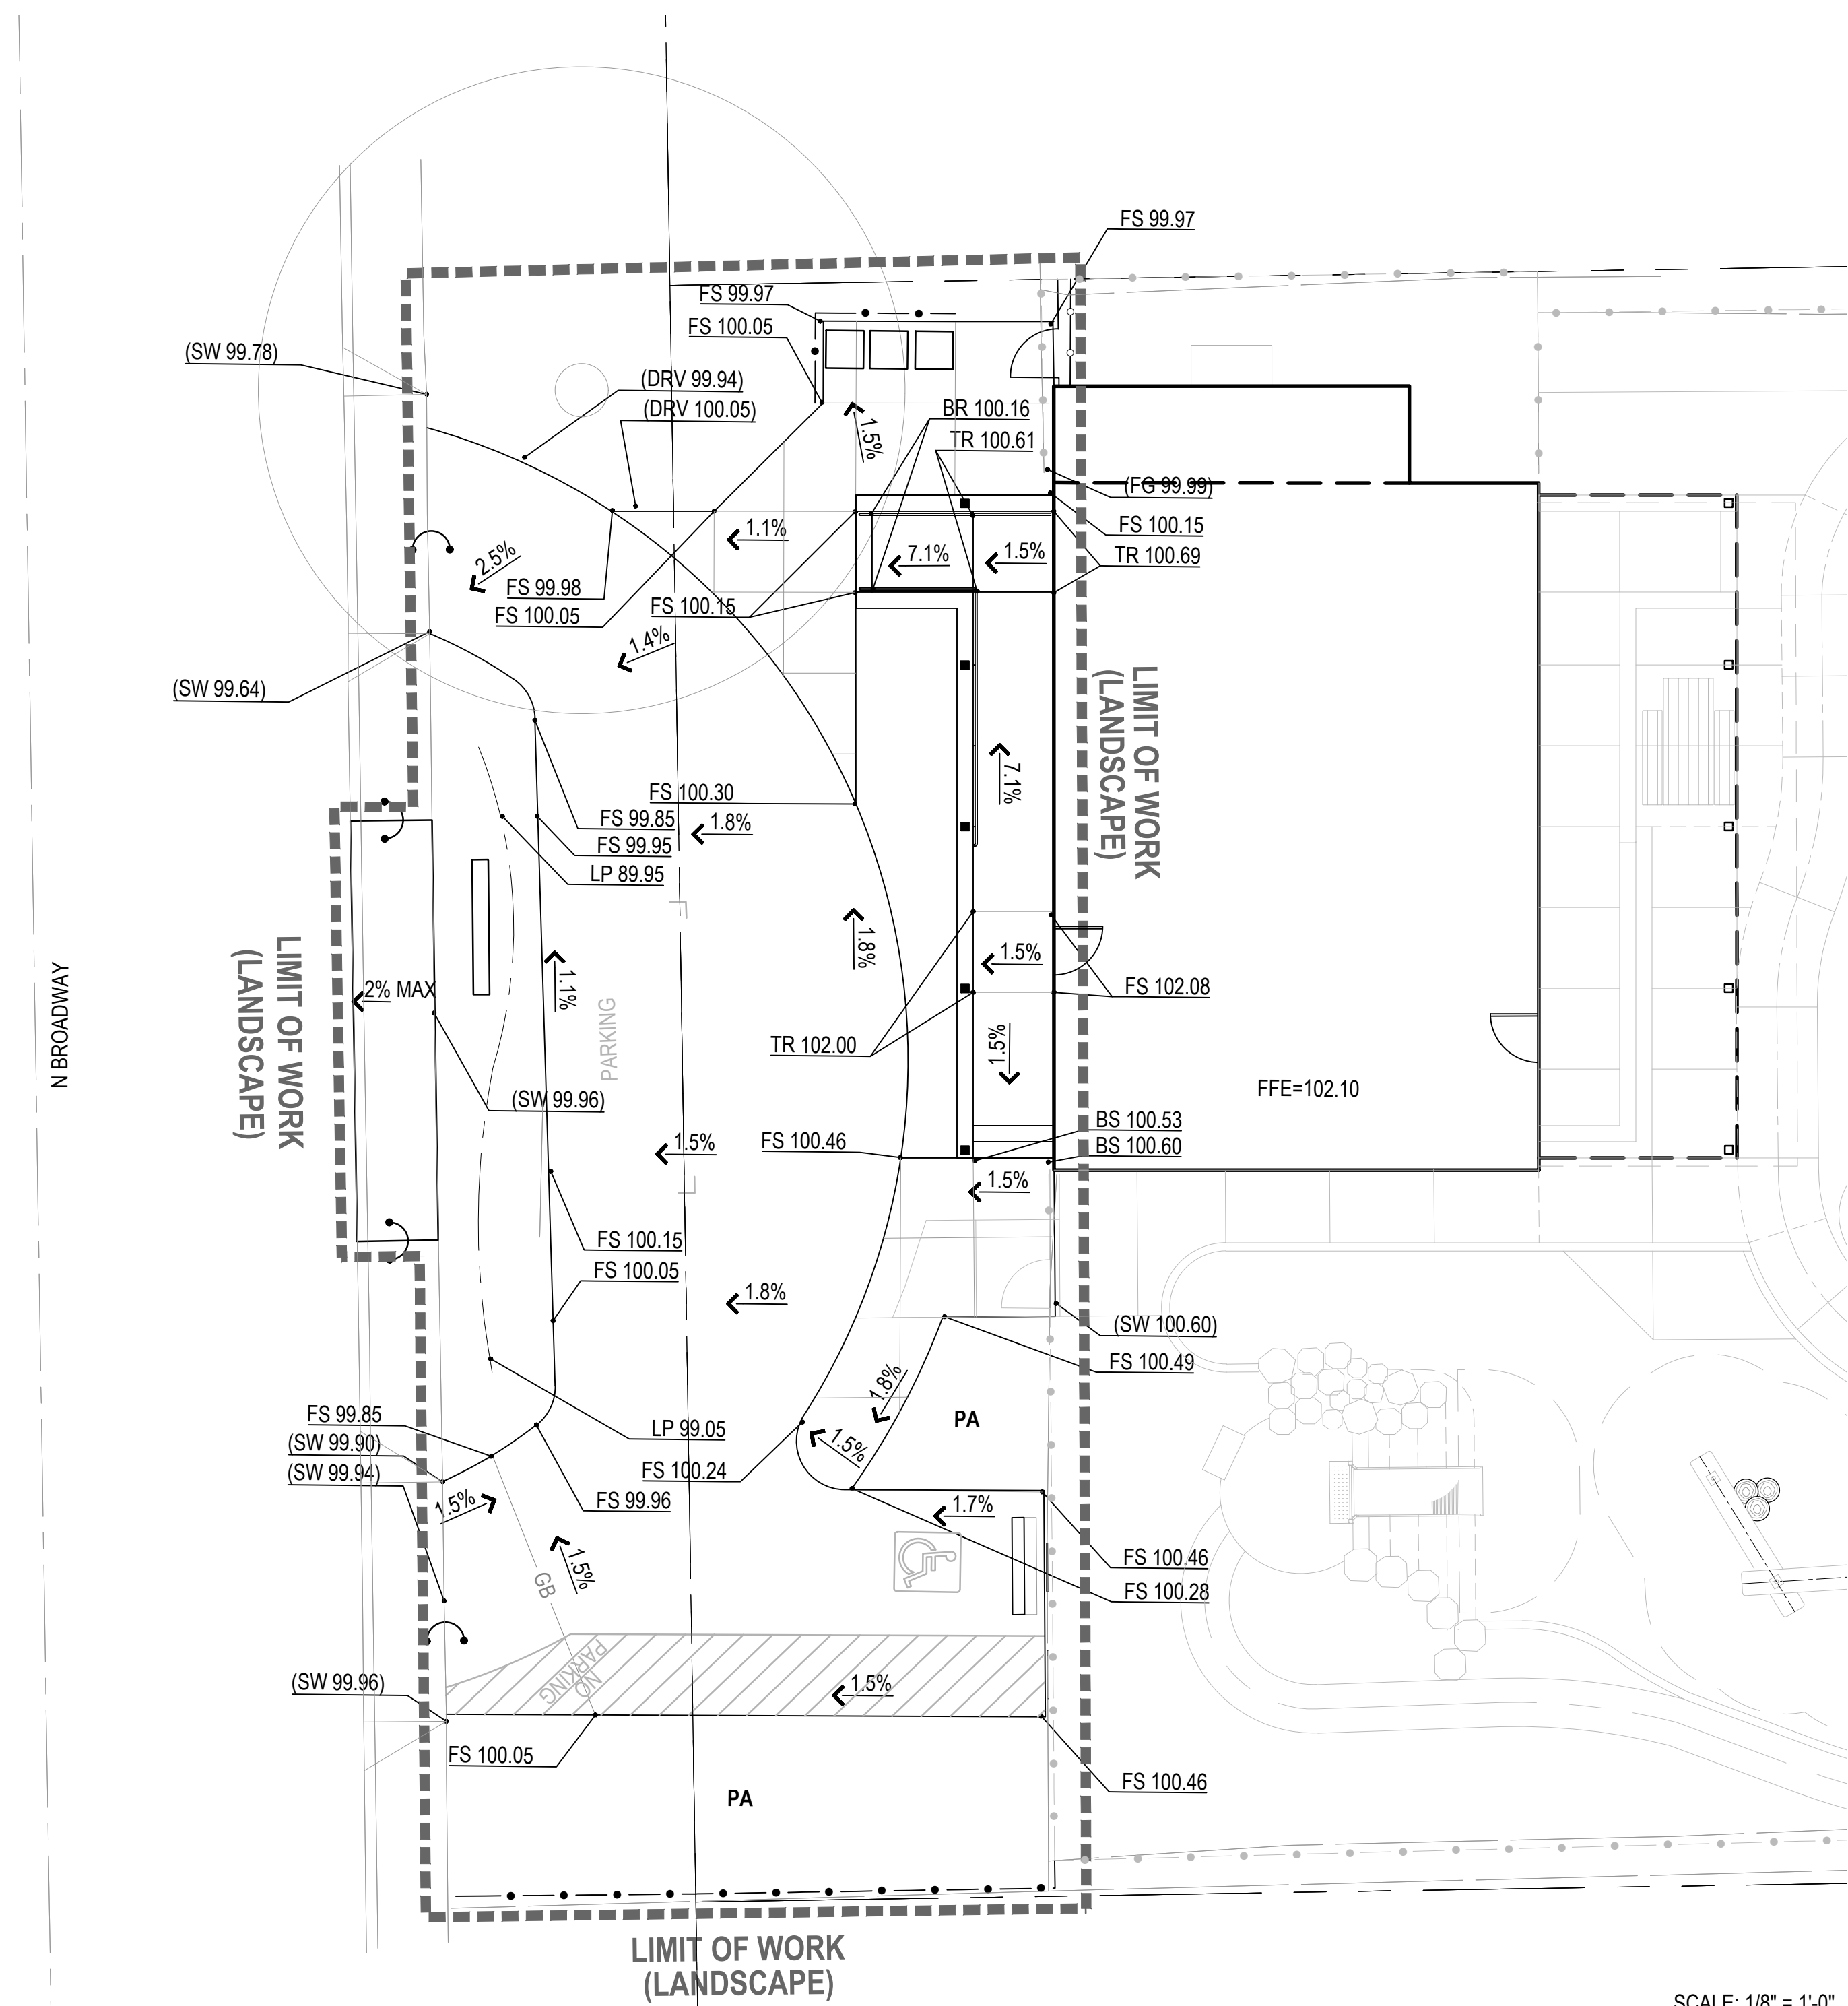 FS 99.97
FS 99.97
FS 100.05
(SW 99.78)
(DRV 99.94)
(DRV 100.05)
BR 100.16
TR 100.61
1.5%
(FG 99.99)
FS 100.15
TR 100.69
1.1%
7.1%
1.5%
2.5%
FS 99.98
FS 100.05
FS 100.15
1.4%
(SW 99.64)
LIMIT OF WORK
(LANDSCAPE)
7.1%
FS 100.30
FS 99.85
1.8%
FS 99.95
LP 89.95
1.8%
1.5%
LIMIT OF WORK
(LANDSCAPE)
N BROADWAY
2% MAX
1.1%
PARKING
FS 102.08
TR 102.00
1.5%
FFE=102.10
(SW 99.96)
BS 100.53
FS 100.46
1.5%
BS 100.60
1.5%
FS 100.15
FS 100.05
1.8%
(SW 100.60)
FS 100.49
1.8%
FS 99.85
LP 99.05
PA
(SW 99.90)
1.5%
(SW 99.94)
FS 100.24
FS 99.96
1.5%
1.7%
FS 100.46
1.5%
GB
FS 100.28
NO
PARKING
(SW 99.96)
1.5%
FS 100.05
FS 100.46
PA
LIMIT OF WORK
(LANDSCAPE)
SCALE: 1/8" = 1'-0"